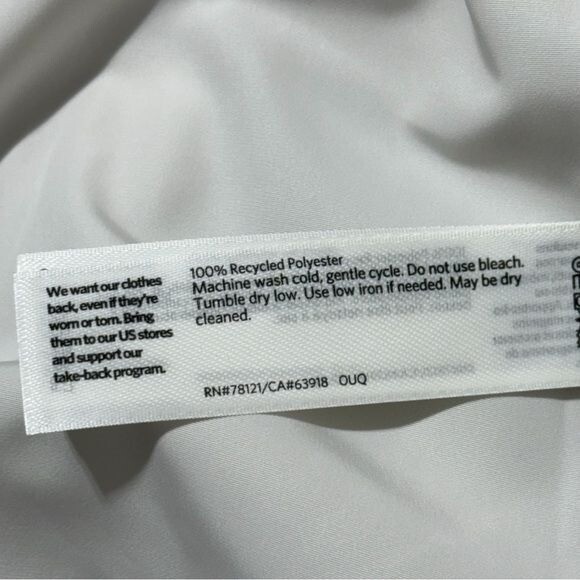 We want our clothes
back, even if they're
worn or torn. Bring
them to our US stores
and support our
take-back program.
100% Recycled Polyester
Machine wash cold, gentle cycle. Do not use bleach.
Tumble dry low. Use low iron if needed. May be dry
cleaned.
RN#78121/CA#63918 OUQ